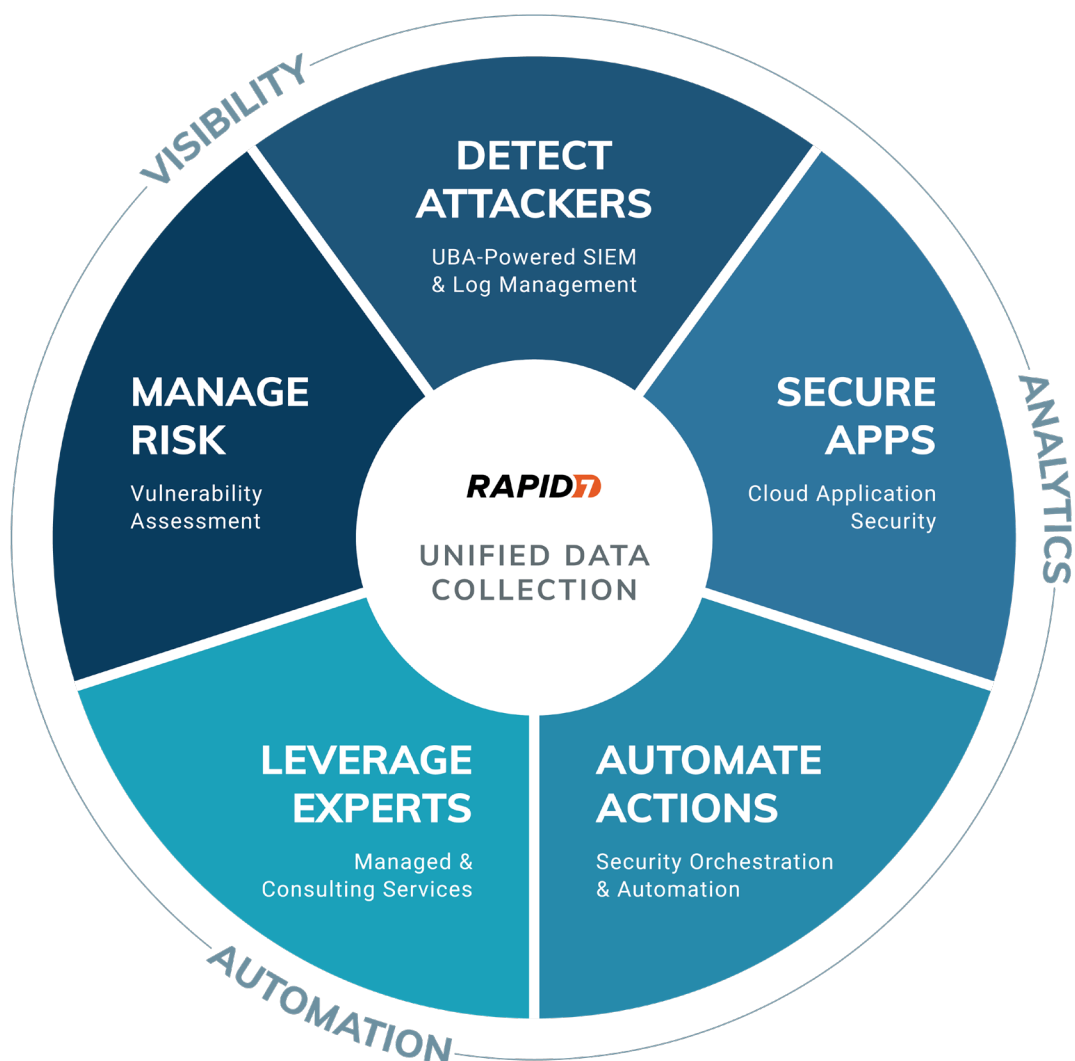 VISIBILITY
DETECT
ATTACKERS
UBA-Powered SIEM
& Log Management
SECURE
APPS
Cloud Application
Security
ANALYTICS
MANAGE
RISK
Vulnerability
Assessment
RAPID7
UNIFIED DATA
COLLECTION
LEVERAGE
EXPERTS
Managed &
Consulting Services
AUTOMATE
ACTIONS
Security Orchestration
& Automation
AUTOMATION